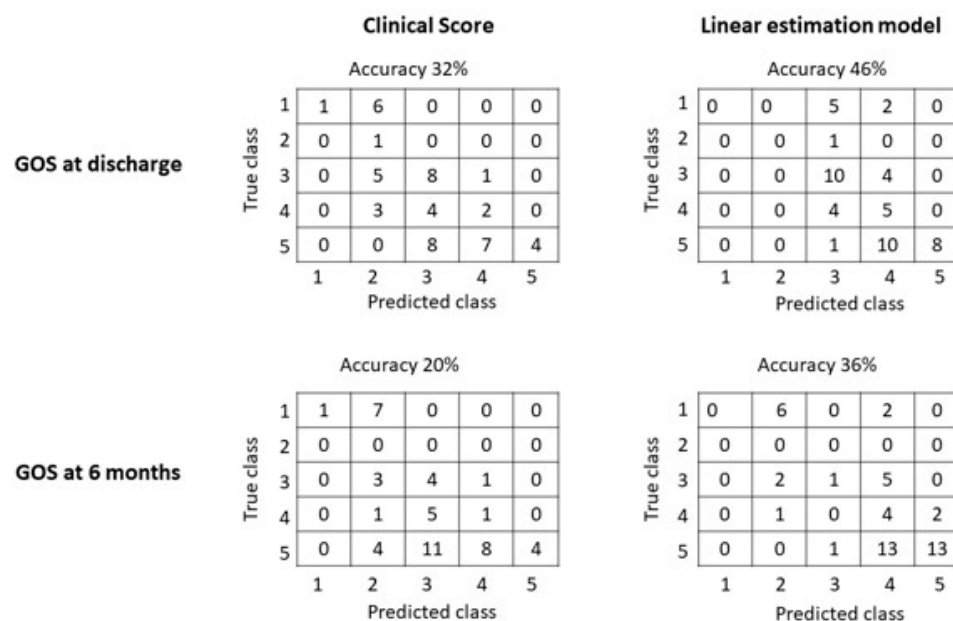 Clinical Score
Linear estimation model
GOS at discharge
Accuracy 32%
True class
1 1 6 0 0 0
2 0 1 0 0 0
3 0 5 8 1 0
4 0 3 4 2 0
5 0 0 8 7 4
1 2 3 4 5
Predicted class
Accuracy 46%
True class
1 0 0 5 2 0
2 0 0 1 0 0
3 0 0 10 4 0
4 0 0 4 5 0
5 0 0 1 10 8
1 2 3 4 5
Predicted class
GOS at 6 months
Accuracy 20%
True class
1 1 7 0 0 0
2 0 0 0 0 0
3 0 3 4 1 0
4 0 1 5 1 0
5 0 4 11 8 4
1 2 3 4 5
Predicted class
Accuracy 36%
True class
1 0 6 0 2 0
2 0 0 0 0 0
3 0 2 1 5 0
4 0 1 0 4 2
5 0 0 1 13 13
1 2 3 4 5
Predicted class